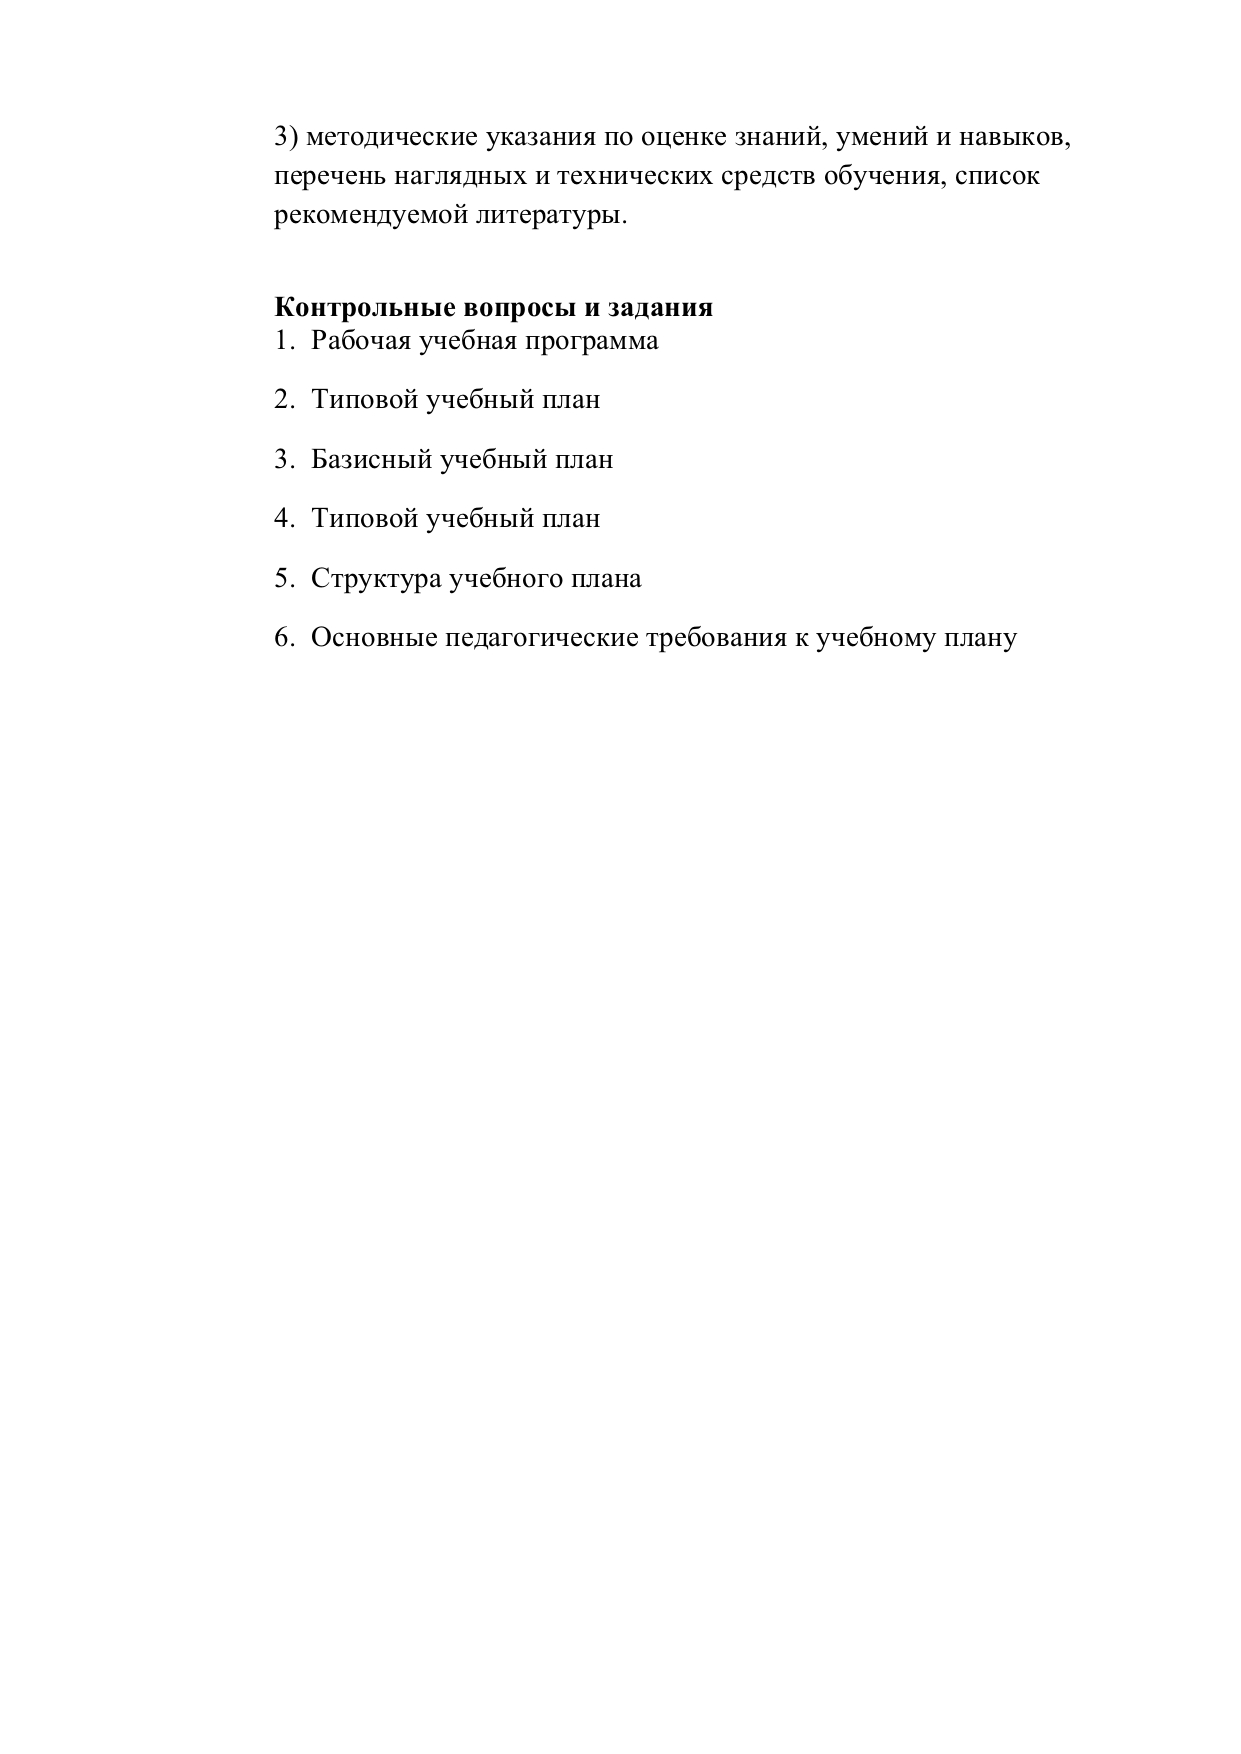 3) методические указания по оценке знаний, умений и навыков,
перечень наглядных и технических средств обучения, список
рекомендуемой литературы.
Контрольные вопросы и задания
1. Рабочая учебная программа
2. Типовой учебный план
3. Базисный учебный план
4. Типовой учебный план
5. Структура учебного плана
6. Основные педагогические требования к учебному плану